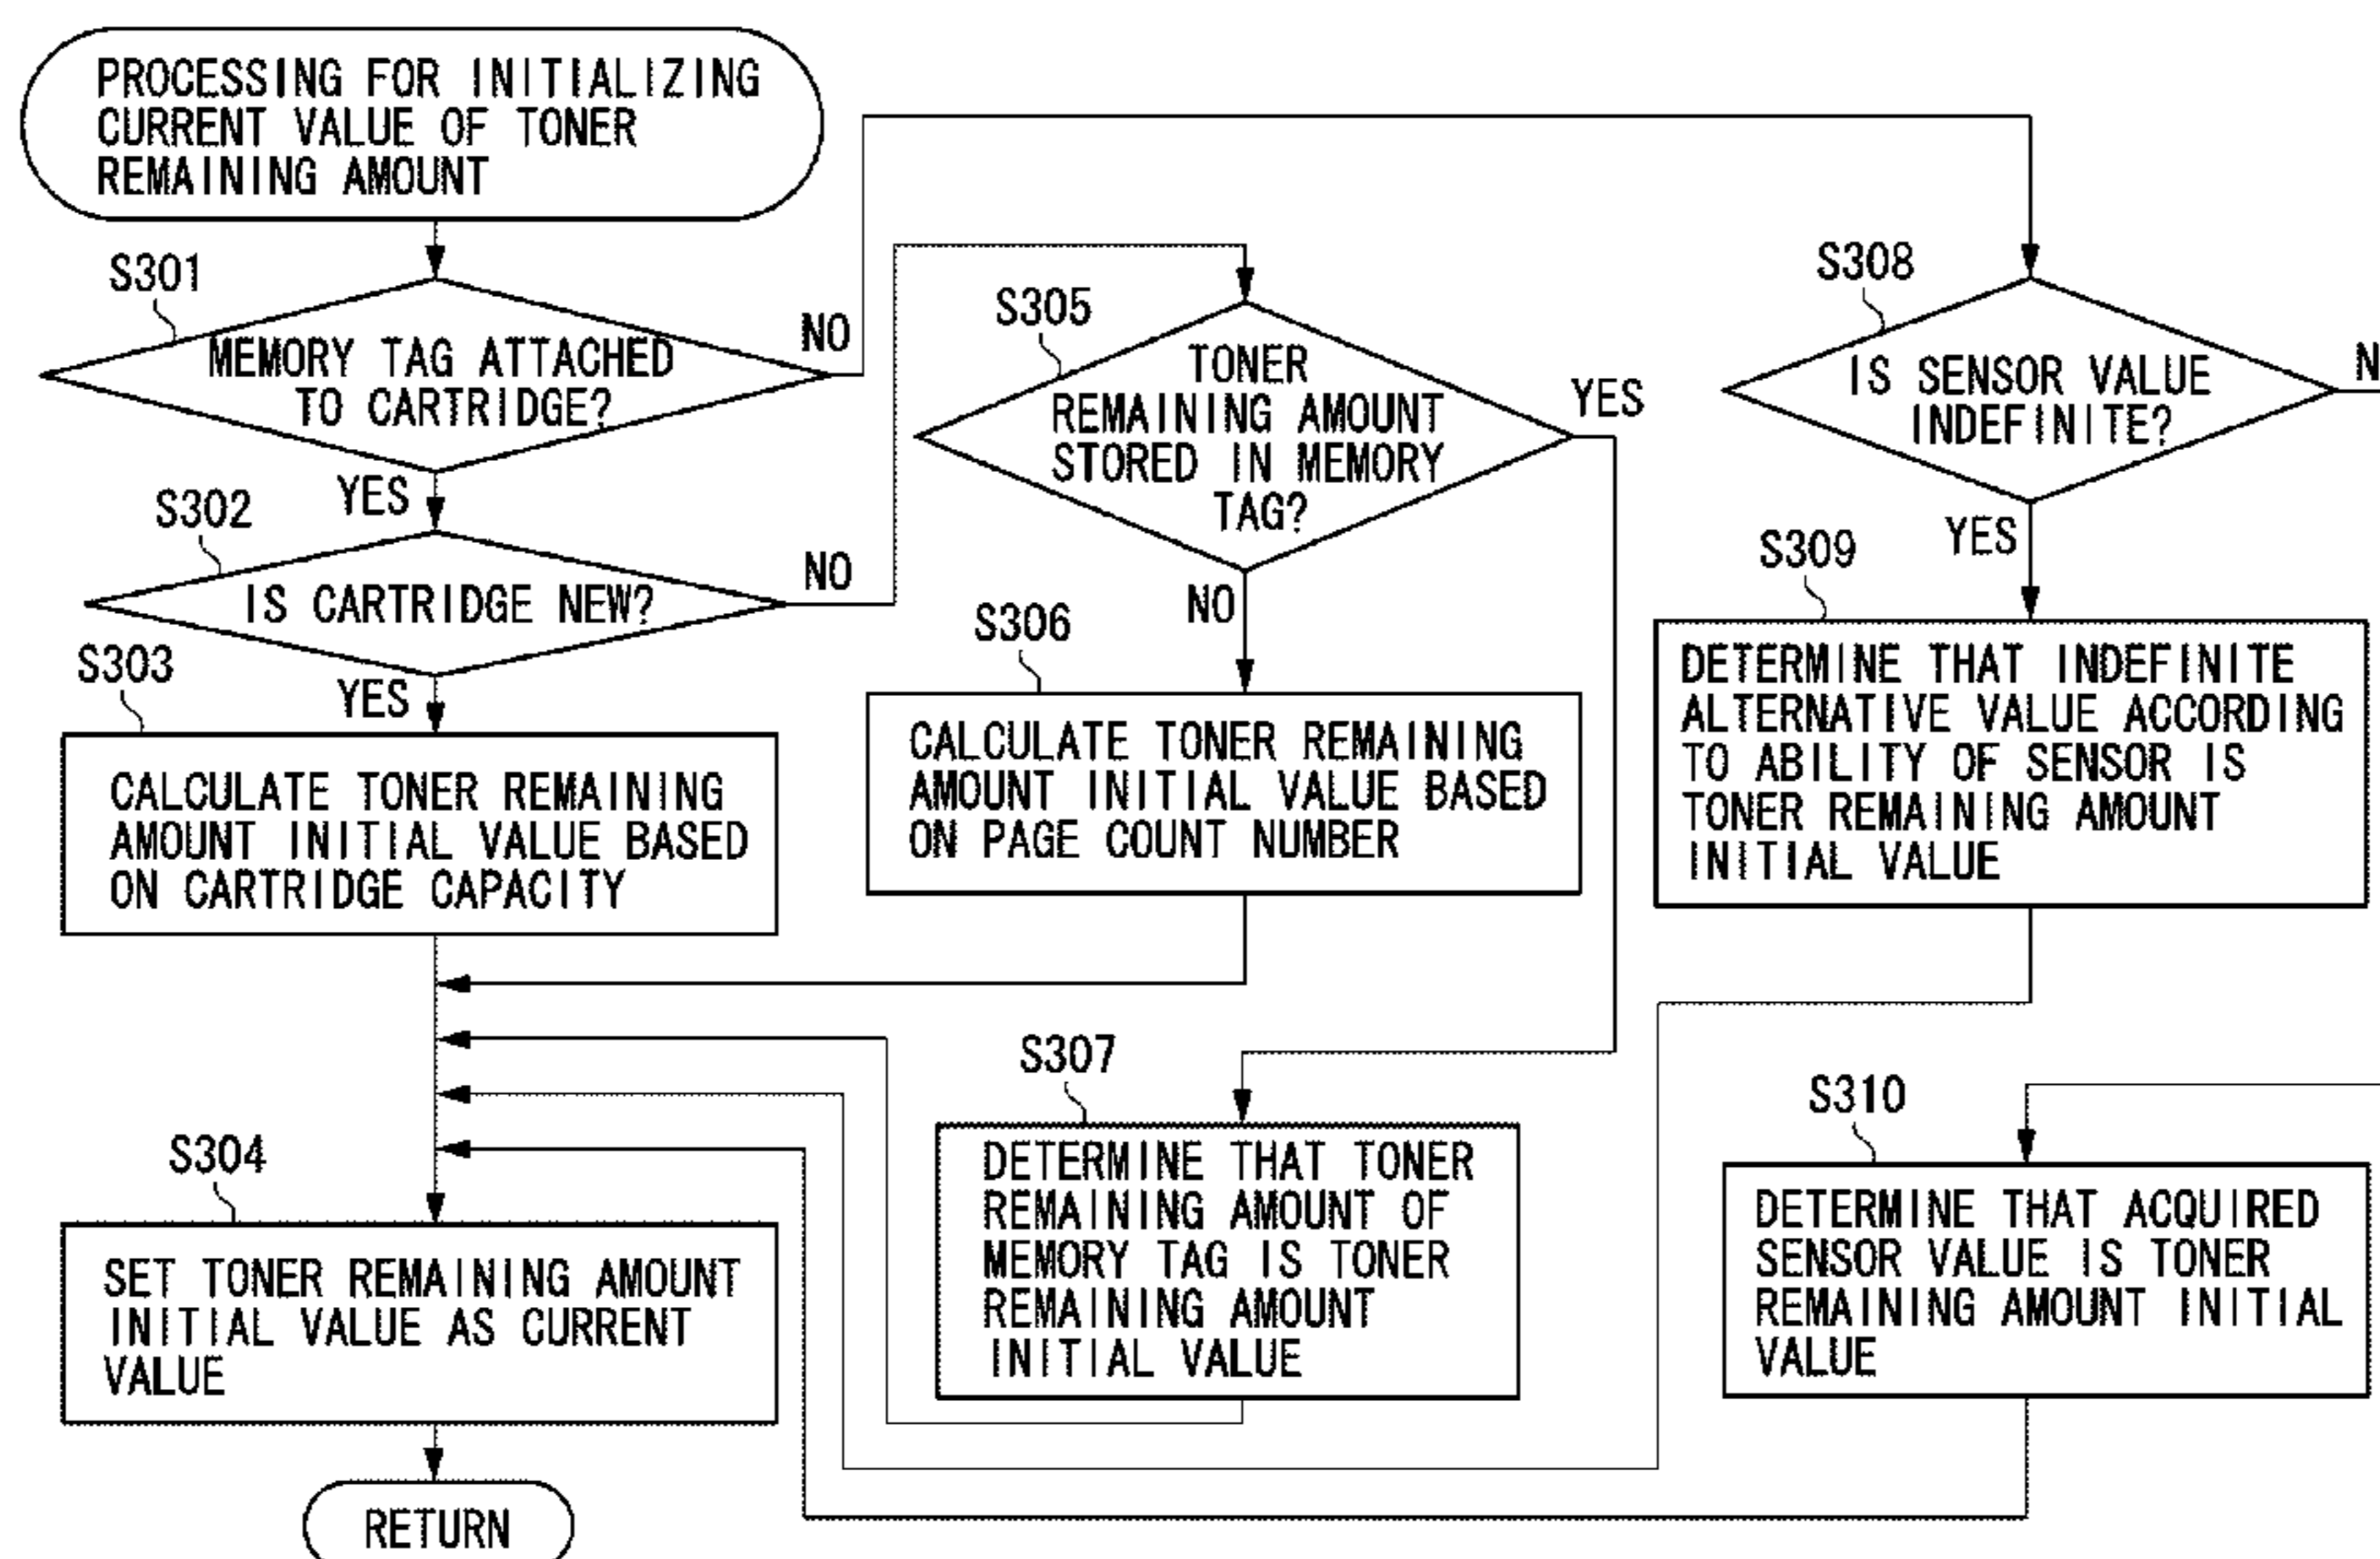 PROCESSING FOR INITIALIZING
CURRENT VALUE OF TONER
REMAINING AMOUNT
S301
MEMORY TAG ATTACHED
TO CARTRIDGE?
NO
YES
S302
IS CARTRIDGE NEW?
NO
YES
S303
CALCULATE TONER REMAINING
AMOUNT INITIAL VALUE BASED
ON CARTRIDGE CAPACITY
S304
SET TONER REMAINING AMOUNT
INITIAL VALUE AS CURRENT
VALUE
RETURN
S305
TONER
REMAINING AMOUNT
STORED IN MEMORY
TAG?
YES
NO
S306
CALCULATE TONER REMAINING
AMOUNT INITIAL VALUE BASED
ON PAGE COUNT NUMBER
S307
DETERMINE THAT TONER
REMAINING AMOUNT OF
MEMORY TAG IS TONER
REMAINING AMOUNT
INITIAL VALUE
S308
IS SENSOR VALUE
INDEFINITE?
YES
S309
DETERMINE THAT INDEFINITE
ALTERNATIVE VALUE ACCORDING
TO ABILITY OF SENSOR IS
TONER REMAINING AMOUNT
INITIAL VALUE
S310
DETERMINE THAT ACQUIRED
SENSOR VALUE IS TONER
REMAINING AMOUNT INITIAL
VALUE